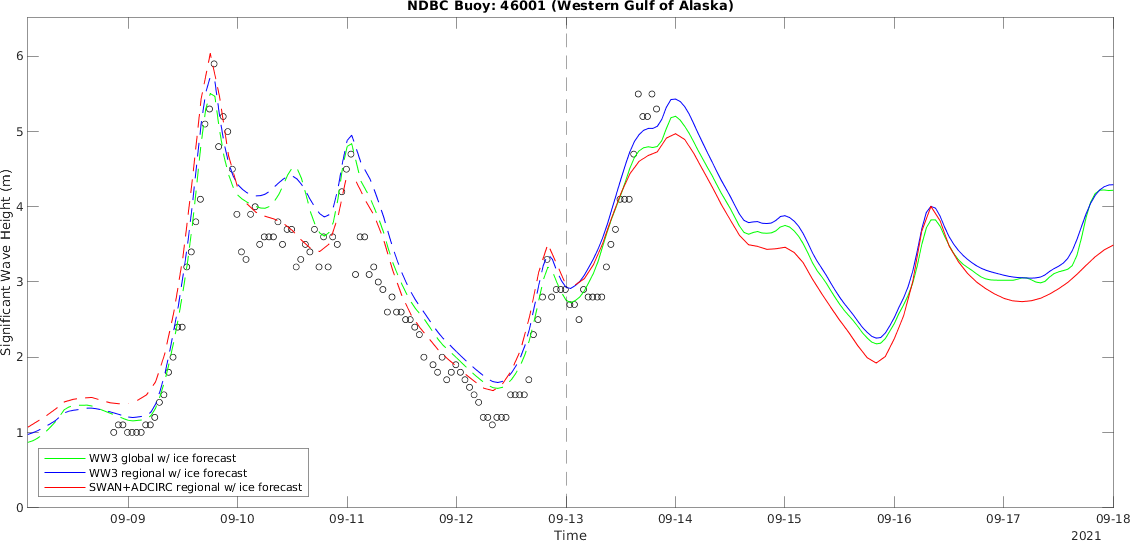 NDBC Buoy: 46001 (Western Gulf of Alaska)
Significant Wave Height (m)
6
5
4
3
2
1
0
WW3 global w/ ice forecast
WW3 regional w/ ice forecast
SWAN+ADCIRC regional w/ ice forecast
09-09 09-10 09-11 09-12 09-13 09-14 09-15 09-16 09-17 09-18
Time
2021